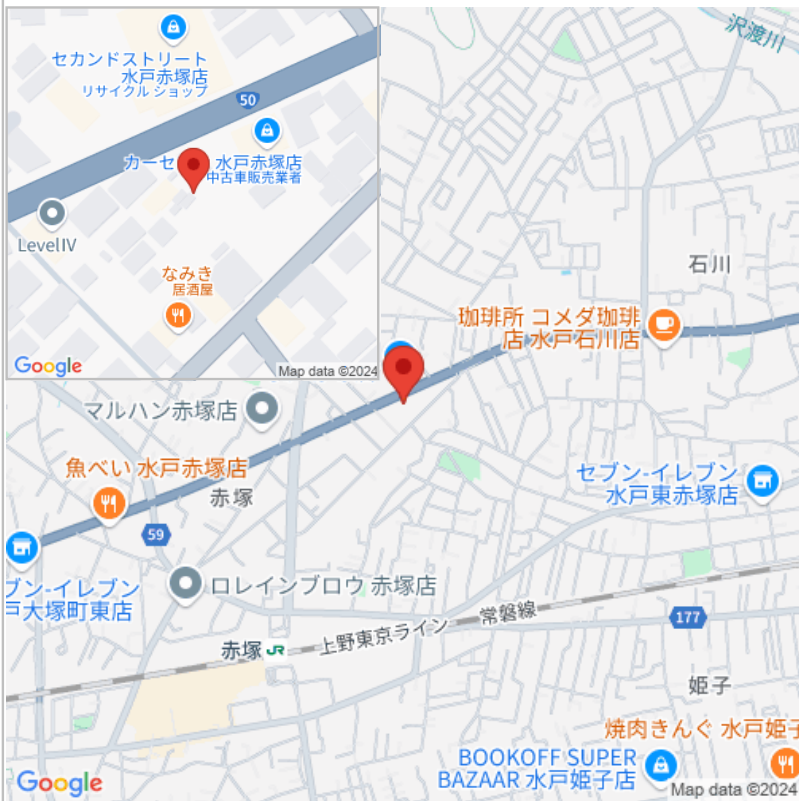 セカンドストリート
水戸赤塚店
リサイクル ショップ
50
カーセ 水戸赤塚店
中古車販売業者
LevelIV
なみき
居酒屋
Google
Map data ©2024
沢渡川
石川
珈琲所 コメダ珈琲
店 水戸石川店
マルハン赤塚店
魚べい 水戸赤塚店
赤塚
セブン-イレブン
水戸東赤塚店
59
ブン-イレブン
戸大塚町東店
ロレインブロウ 赤塚店
常磐線
上野東京ライン
177
赤塚 JR
姫子
焼肉きんぐ 水戸姫子
BOOKOFF SUPER
BAZAAR 水戸姫子店
Google
Map data ©2024